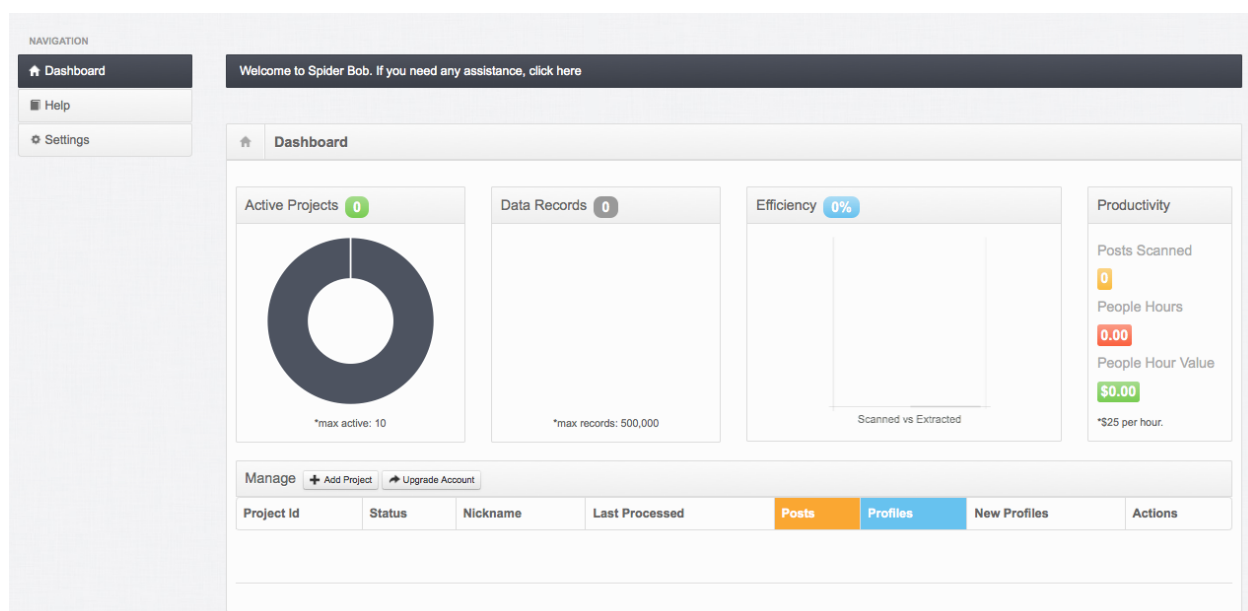 NAVIGATION
Dashboard
Help
Settings
Welcome to Spider Bob. If you need any assistance, click here
Dashboard
Active Projects 0
*max active: 10
Data Records 0
*max records: 500,000
Efficiency 0%
Scanned vs Extracted
Productivity
Posts Scanned
0
People Hours
0.00
People Hour Value
$0.00
*$25 per hour.
Manage Add Project Upgrade Account
Project Id Status Nickname Last Processed Posts Profiles New Profiles Actions